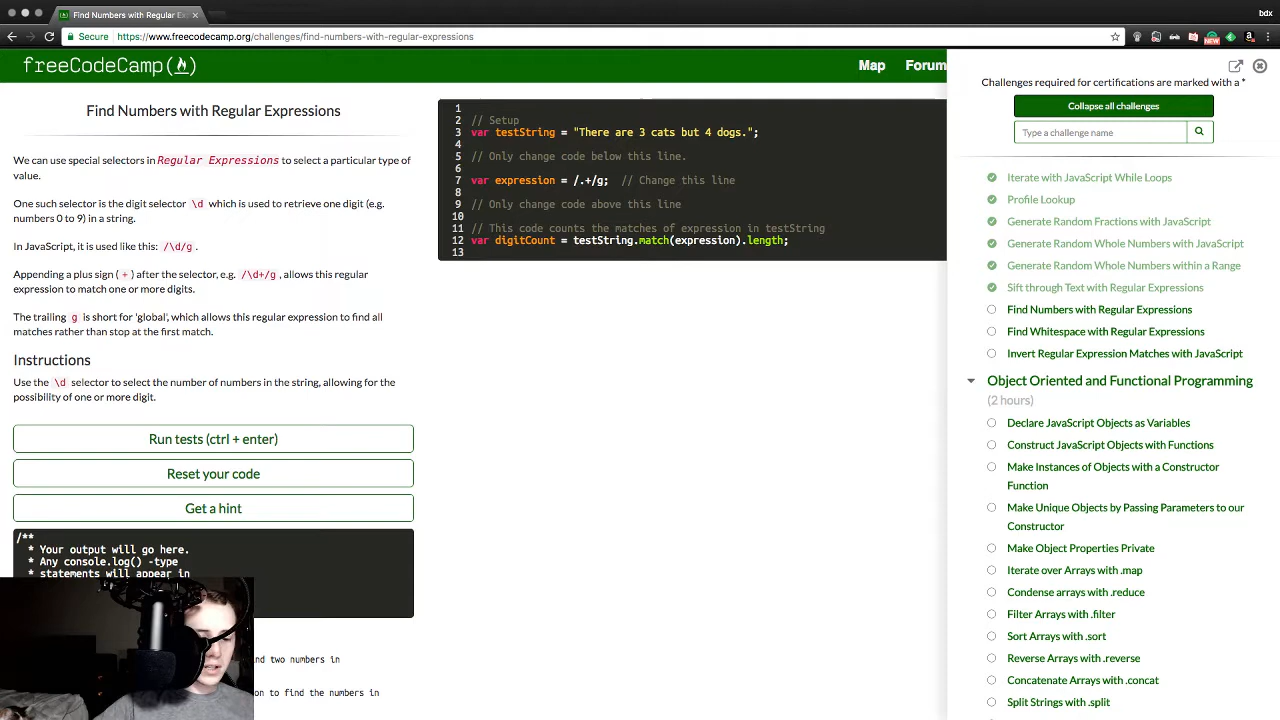 Find Numbers with Regular Exp
bdx
Secure https://www.freecodecamp.org/challenges/find-numbers-with-regular-expressions
NEW
freeCodeCamp
Map Forum
Find Numbers with Regular Expressions
We can use special selectors in Regular Expressions to select a particular type of
value.
One such selector is the digit selector \d which is used to retrieve one digit (e.g.
numbers 0 to 9) in a string.
In JavaScript, it is used like this: /\d/g .
Appending a plus sign ( + ) after the selector, e.g. /\d+/g , allows this regular
expression to match one or more digits.
The trailing g is short for 'global', which allows this regular expression to find all
matches rather than stop at the first match.
Instructions
Use the \d selector to select the number of numbers in the string, allowing for the
possibility of one or more digit.
Run tests (ctrl + enter)
Reset your code
Get a hint
/**
* Your output will go here.
* Any console.log() -type
* statements will appear in
nd two numbers in
on to find the numbers in
1
2 // Setup
3 var testString = "There are 3 cats but 4 dogs.";
4
5 // Only change code below this line.
6
7 var expression = /.+/g; // Change this line
8
9 // Only change code above this line
10
11 // This code counts the matches of expression in testString
12 var digitCount = testString.match(expression).length;
13
Challenges required for certifications are marked with a *
Collapse all challenges
Type a challenge name
Iterate with JavaScript While Loops
Profile Lookup
Generate Random Fractions with JavaScript
Generate Random Whole Numbers with JavaScript
Generate Random Whole Numbers within a Range
Sift through Text with Regular Expressions
Find Numbers with Regular Expressions
Find Whitespace with Regular Expressions
Invert Regular Expression Matches with JavaScript
Object Oriented and Functional Programming
(2 hours)
Declare JavaScript Objects as Variables
Construct JavaScript Objects with Functions
Make Instances of Objects with a Constructor
Function
Make Unique Objects by Passing Parameters to our
Constructor
Make Object Properties Private
Iterate over Arrays with .map
Condense arrays with .reduce
Filter Arrays with .filter
Sort Arrays with .sort
Reverse Arrays with .reverse
Concatenate Arrays with .concat
Split Strings with .split